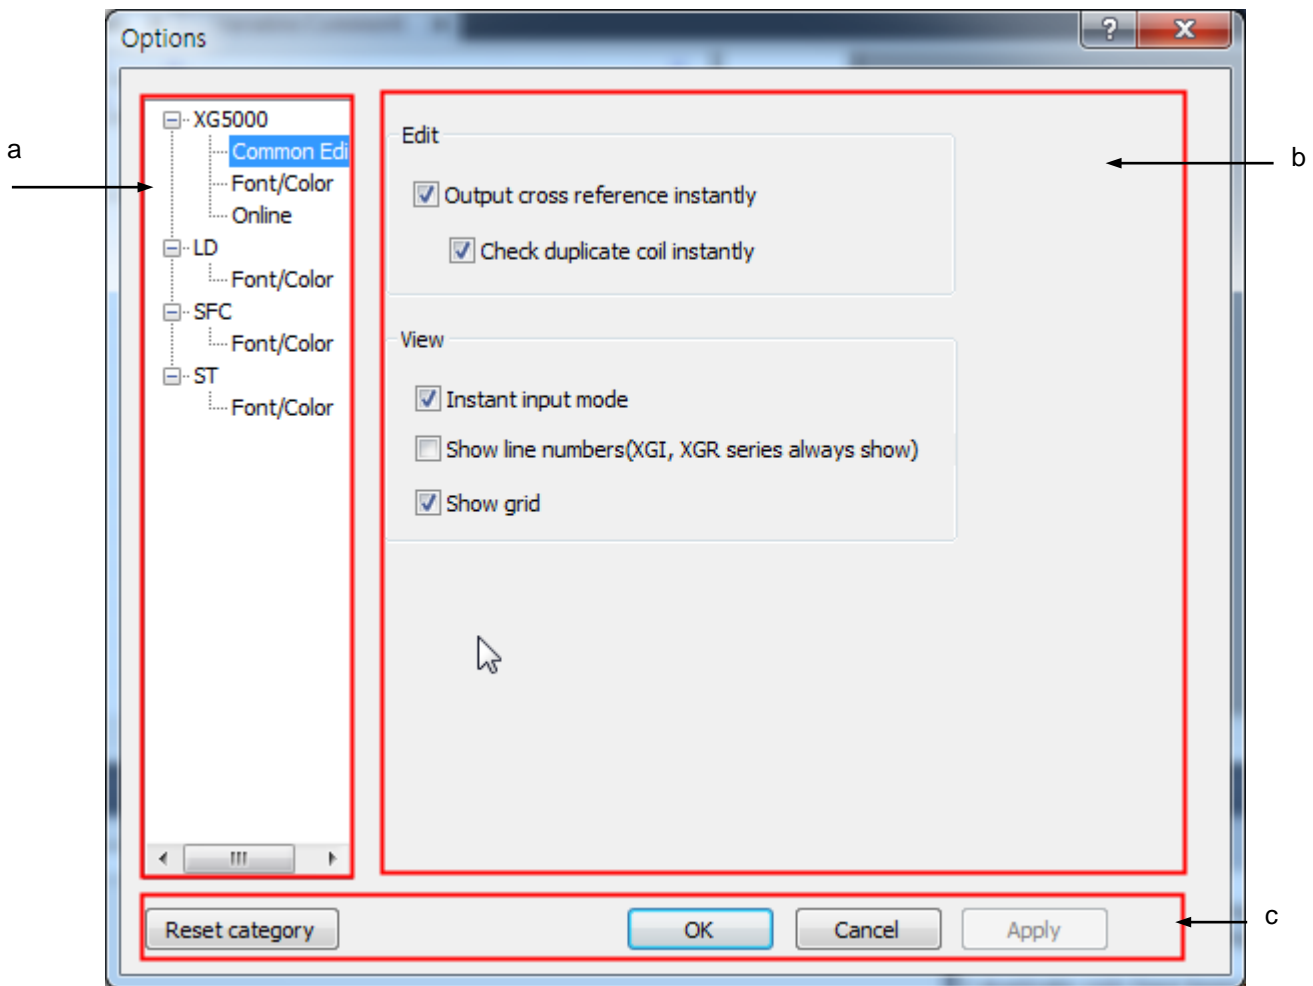 Options
?
X
a
XG5000
Common Edi
Font/Color
Online
LD
Font/Color
SFC
Font/Color
ST
Font/Color
b
Edit
Output cross reference instantly
Check duplicate coil instantly
View
Instant input mode
Show line numbers(XGI, XGR series always show)
Show grid
Reset category
OK
Cancel
Apply
c